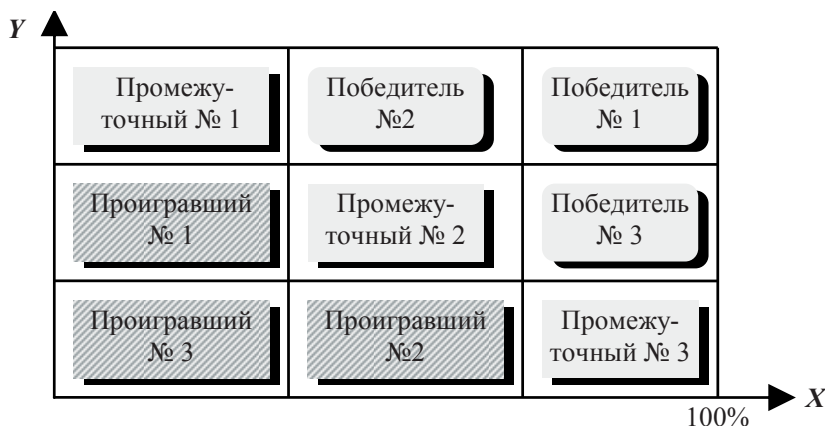 Y
Промежу-
точный № 1
Победитель
№2
Победитель
№ 1
Проигравший
№ 1
Промежу-
точный № 2
Победитель
№ 3
Проигравший
№ 3
Проигравший
№2
Промежу-
точный № 3
X
100%